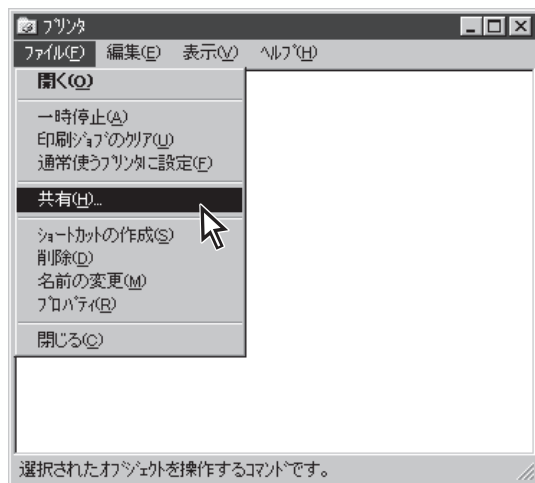 ﾌﾟﾘﾝﾀ
ﾌｧｲﾙ(F) 編集(E) 表示(V) ﾍﾙﾌﾟ(H)
開く(O)
一時停止(A)
印刷ｼﾞｮﾌﾞのｸﾘｱ(U)
通常使うﾌﾟﾘﾝﾀに設定(F)
共有(H)...
ｼｮｰﾄｶｯﾄの作成(S)
削除(D)
名前の変更(M)
ﾌﾟﾛﾊﾟﾃｨ(R)
閉じる(C)
選択されたｵﾌﾞｼﾞｪｸﾄを操作するｺﾏﾝﾄﾞです。